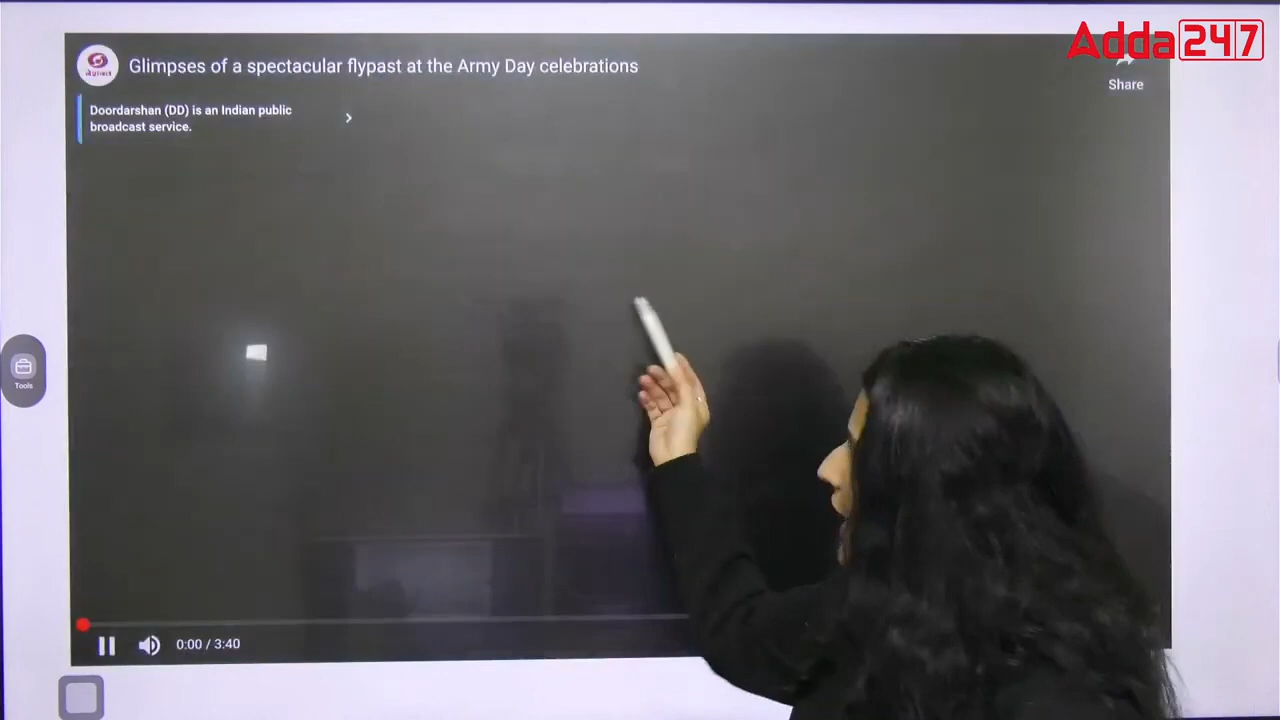 Adda247
Glimpses of a spectacular flypast at the Army Day celebrations
Share
Doordarshan (DD) is an Indian public
broadcast service.
Tools
0:00 / 3:40